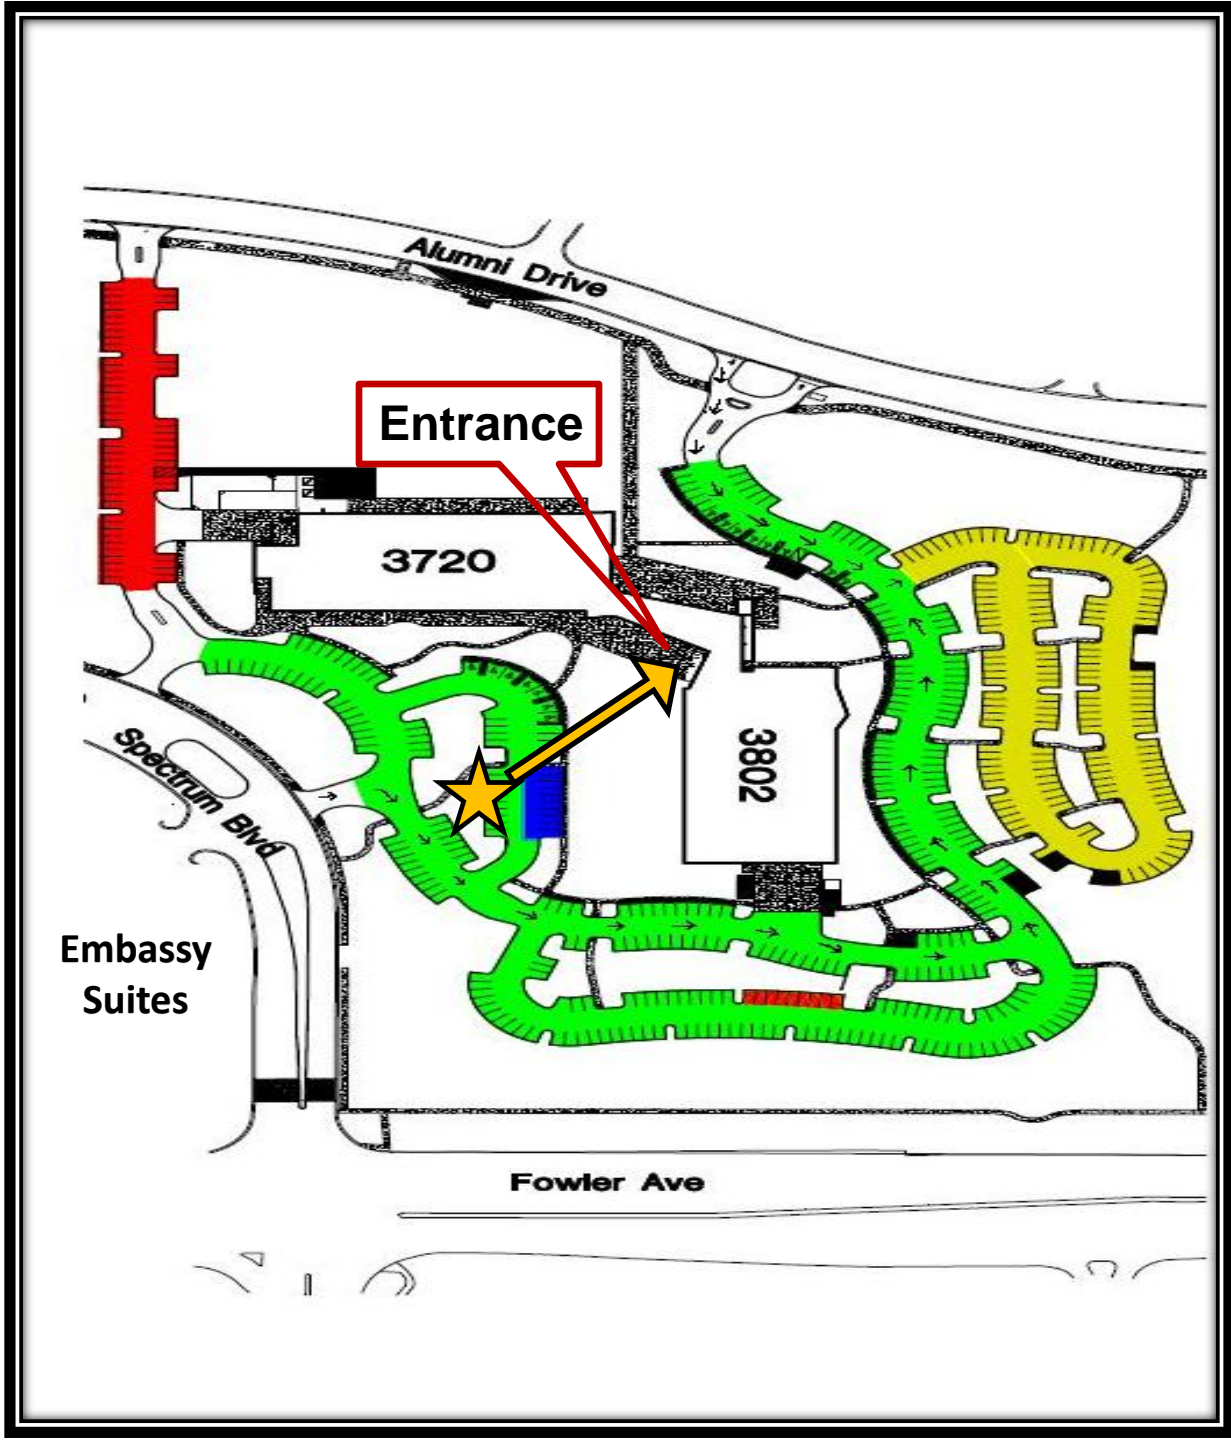 Alumni Drive
Entrance
3720
3802
Spectrum Blvd
Embassy
Suites
Fowler Ave